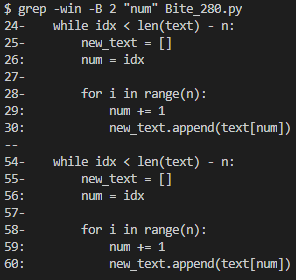 $ grep -win -B 2 "num" Bite_280.py
24-    while idx < len(text) - n:
25-        new_text = []
26:        num = idx
27-
28-        for i in range(n):
29:            num += 1
30:            new_text.append(text[num])
--
54-    while idx < len(text) - n:
55-        new_text = []
56:        num = idx
57-
58-        for i in range(n):
59:            num += 1
60:            new_text.append(text[num])